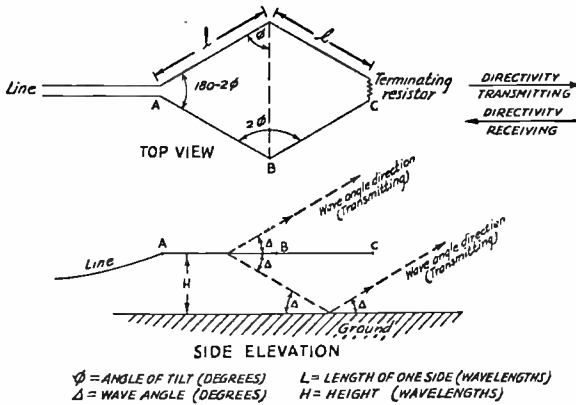 l
l
ϕ
Line
180-2ϕ
Terminating
resistor
DIRECTIVITY
TRANSMITTING
DIRECTIVITY
RECEIVING
A
C
2ϕ
B
TOP VIEW
Wave angle direction
(Transmitting)
Wave angle direction
(Transmitting)
A
Δ
B
C
Line
H
Δ
Δ
Δ
Ground
SIDE ELEVATION
ϕ = ANGLE OF TILT (DEGREES)
L = LENGTH OF ONE SIDE (WAVELENGTHS)
Δ = WAVE ANGLE (DEGREES)
H = HEIGHT (WAVELENGTHS)